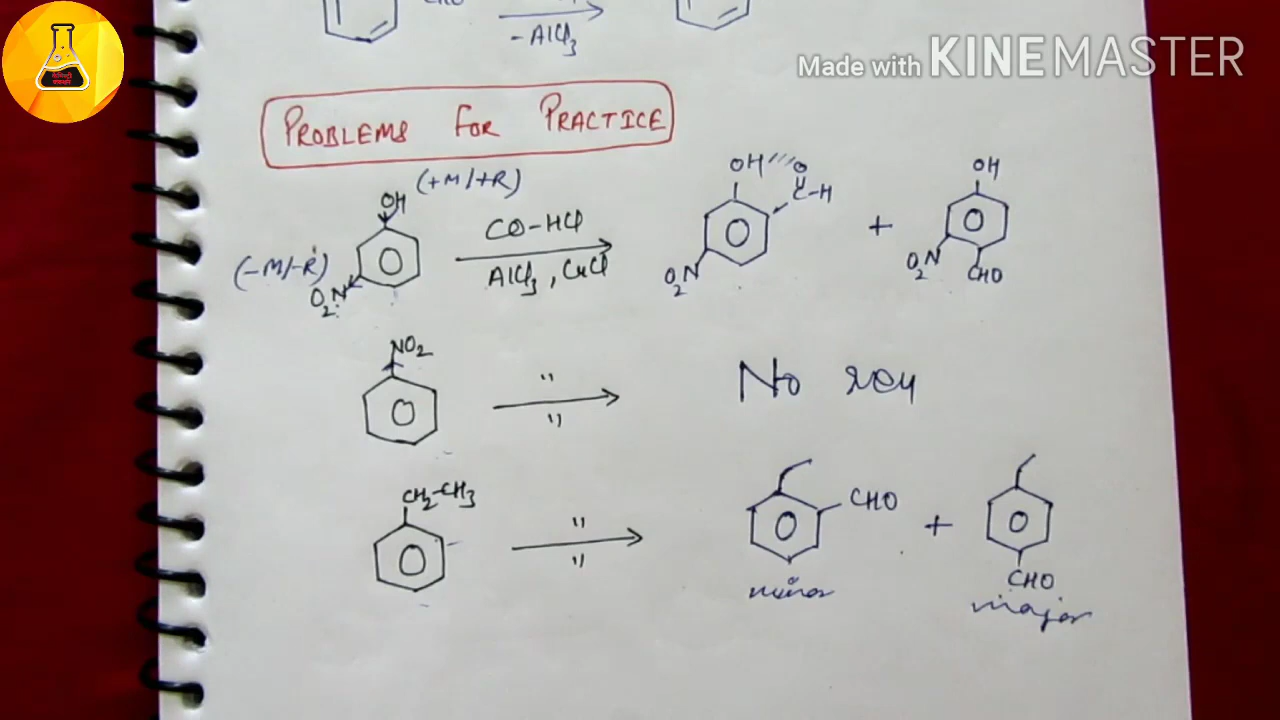 CHO
- AlCl3
Made with KINEMASTER
PROBLEMS FOR PRACTICE
OH (+M/+R)
(-M/-R)
O2N
CO-HCl
AlCl3, CuCl
OH O
C-H
O2N
+
OH
O2N
CHO
NO2
"
"
No rxn
CH2-CH3
"
"
CHO
minor
+
CHO
major